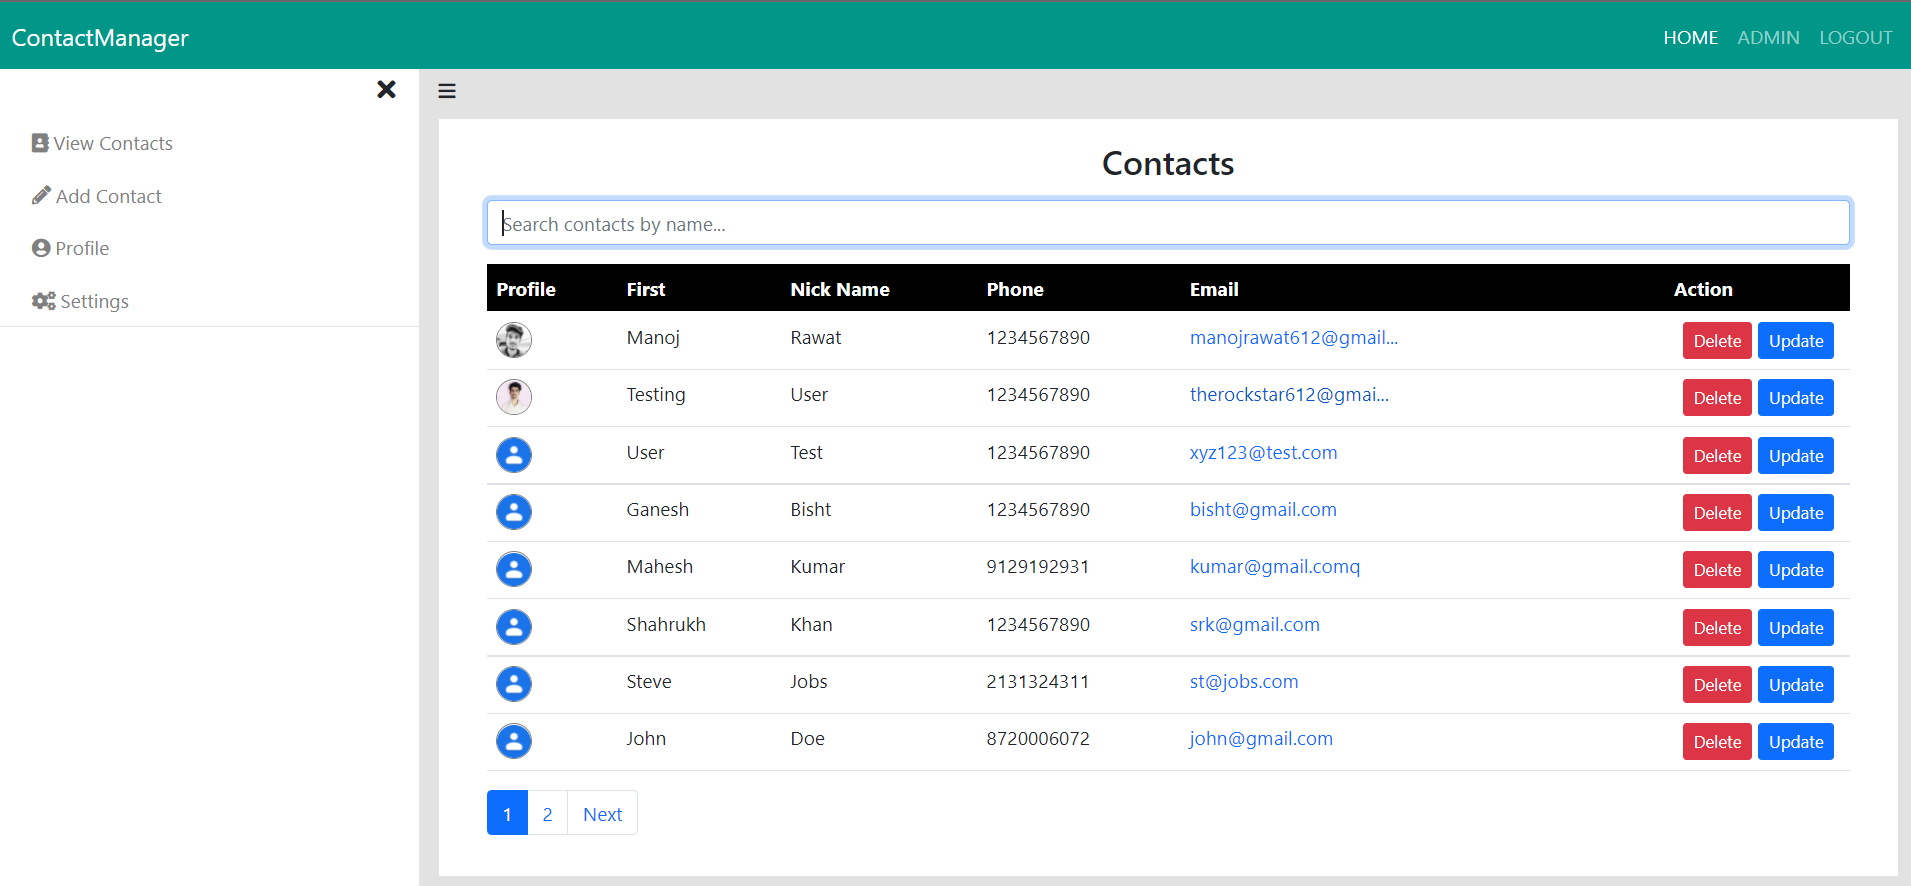 ContactManager HOME ADMIN LOGOUT
View Contacts
Add Contact
Profile
Settings
Contacts
Search contacts by name...
Profile First Nick Name Phone Email Action
Manoj Rawat 1234567890 manojrawat612@gmail... Delete Update
Testing User 1234567890 therockstar612@gmai... Delete Update
User Test 1234567890 xyz123@test.com Delete Update
Ganesh Bisht 1234567890 bisht@gmail.com Delete Update
Mahesh Kumar 9129192931 kumar@gmail.comq Delete Update
Shahrukh Khan 1234567890 srk@gmail.com Delete Update
Steve Jobs 2131324311 st@jobs.com Delete Update
John Doe 8720006072 john@gmail.com Delete Update
1 2 Next